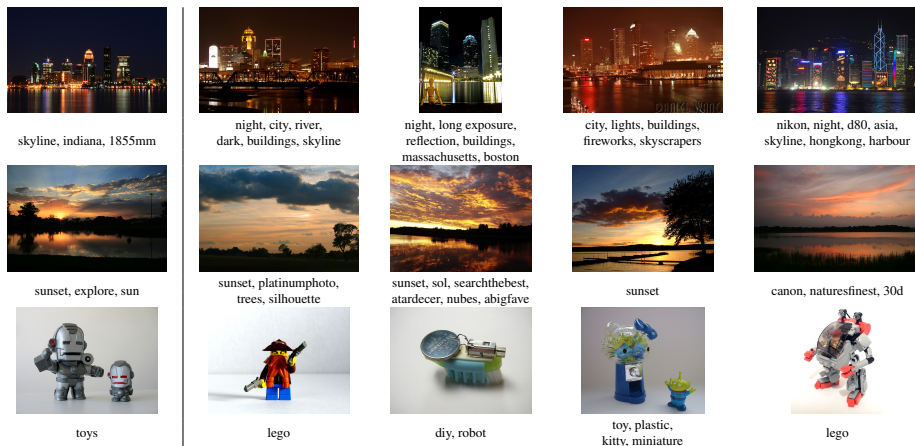 skyline, indiana, 1855mm
night, city, river,
dark, buildings, skyline
night, long exposure,
reflection, buildings,
massachusetts, boston
city, lights, buildings,
fireworks, skyscrapers
nikon, night, d80, asia,
skyline, hongkong, harbour
sunset, explore, sun
sunset, platinumphoto,
trees, silhouette
sunset, sol, searchthebest,
atardecer, nubes, abigfave
sunset
canon, naturesfinest, 30d
toys
lego
diy, robot
toy, plastic,
kitty, miniature
lego